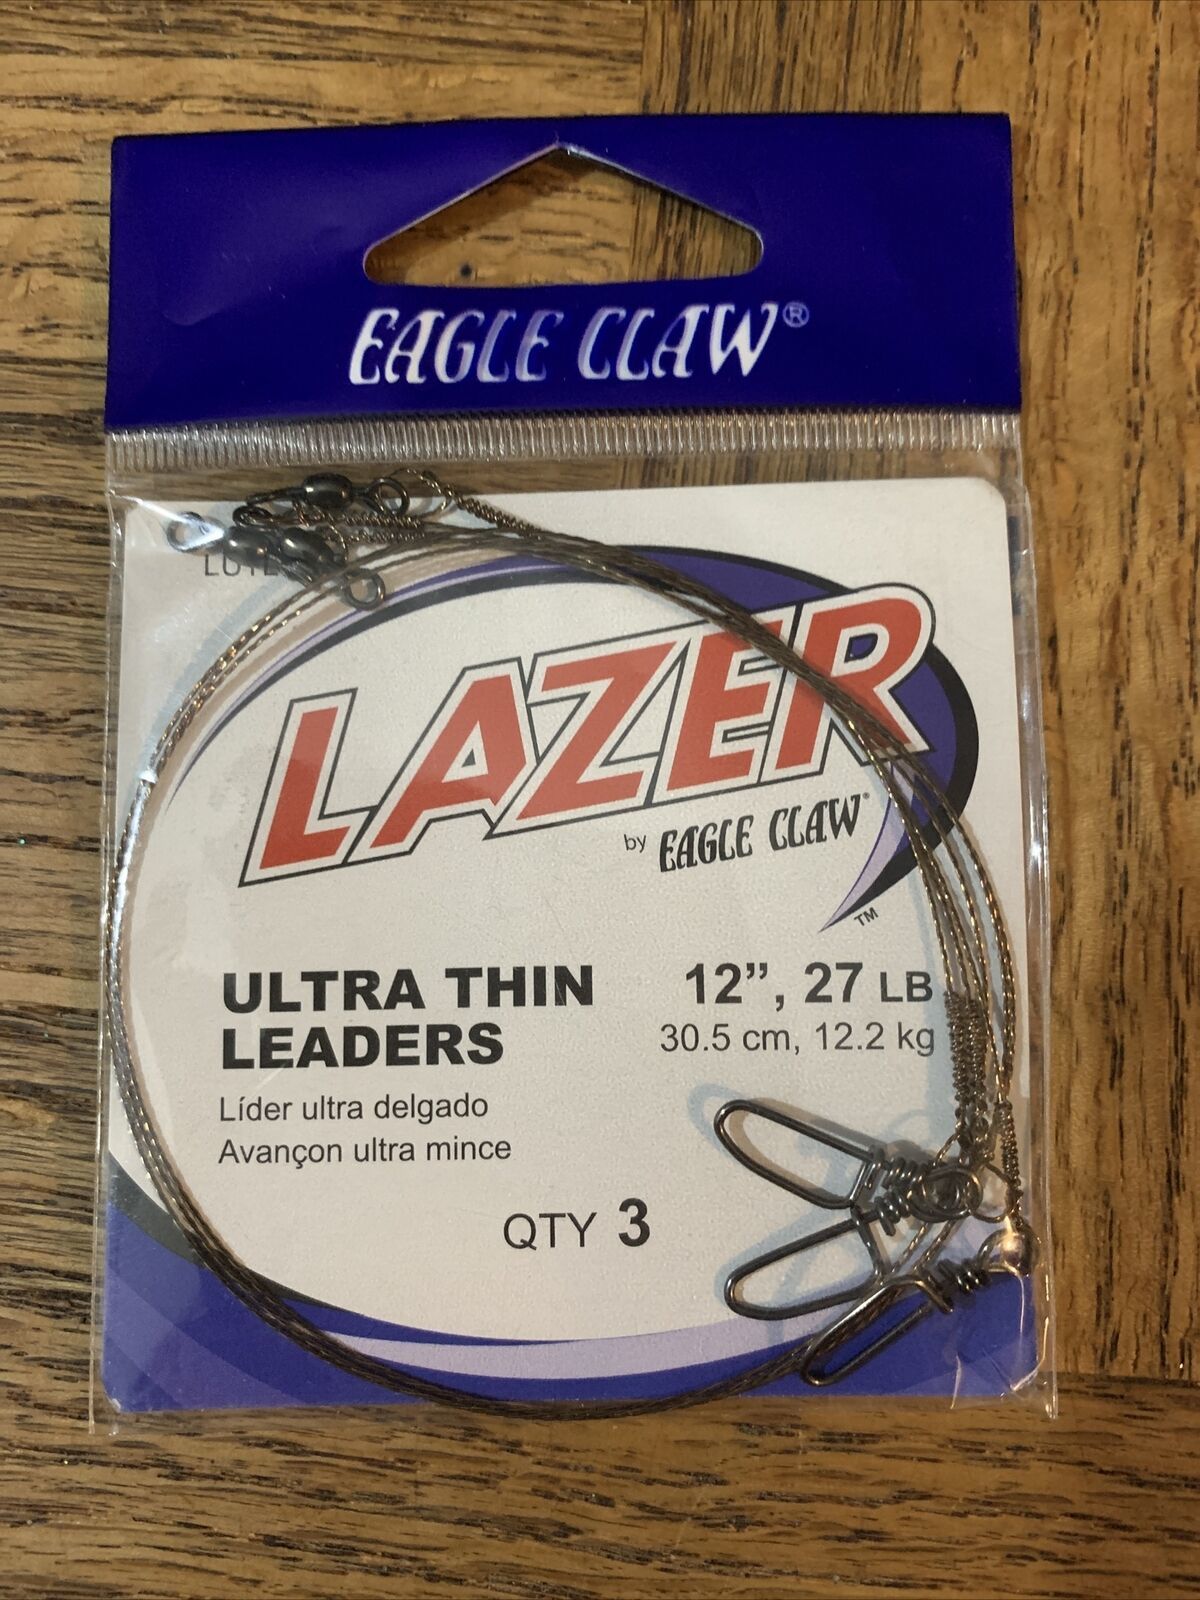 EAGLE CLAW®
LAZER
by EAGLE CLAW®
™
ULTRA THIN
LEADERS
12”, 27 LB
30.5 cm, 12.2 kg
Líder ultra delgado
Avançon ultra mince
QTY 3